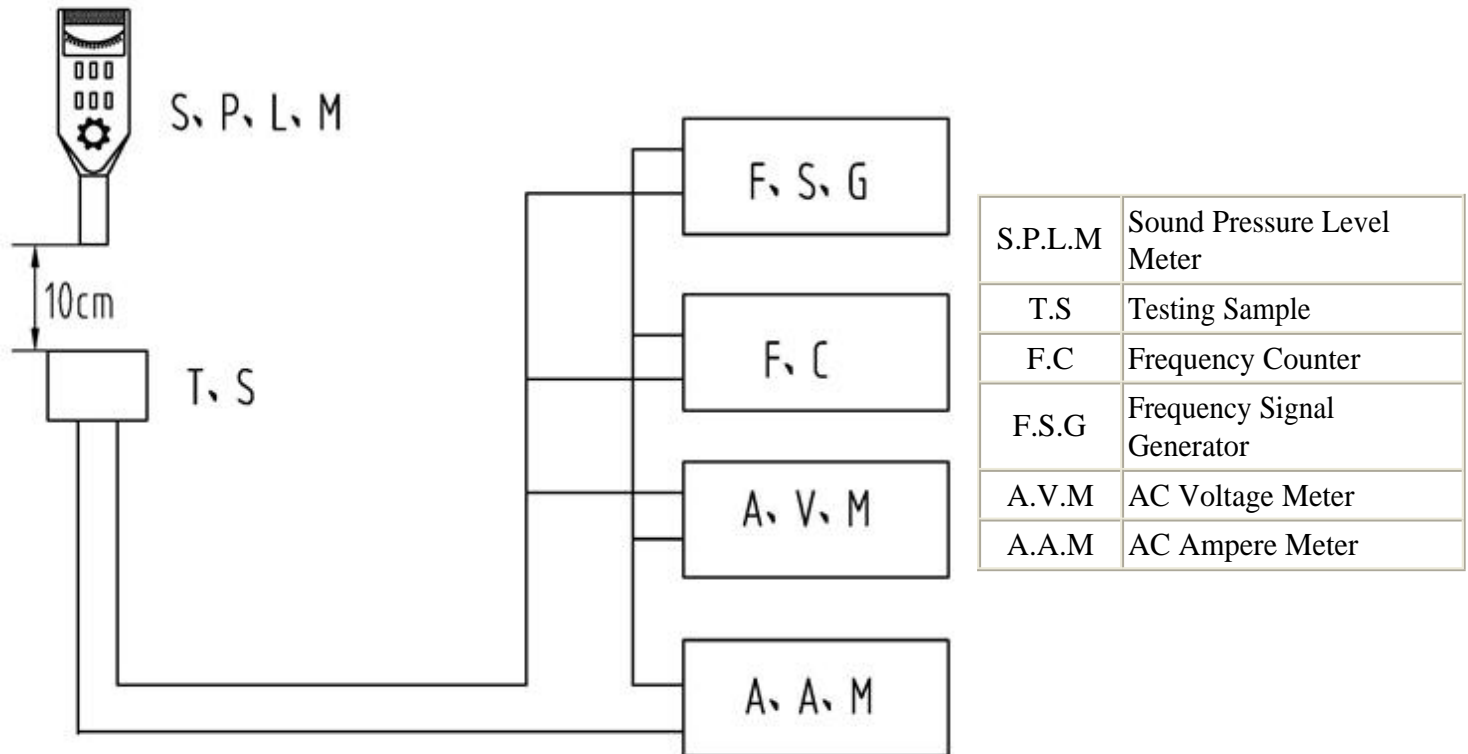 S、P、L、M
10cm
T、S
F、S、G
F、C
A、V、M
A、A、M
S.P.L.M
Sound Pressure Level
Meter
T.S
Testing Sample
F.C
Frequency Counter
F.S.G
Frequency Signal
Generator
A.V.M
AC Voltage Meter
A.A.M
AC Ampere Meter